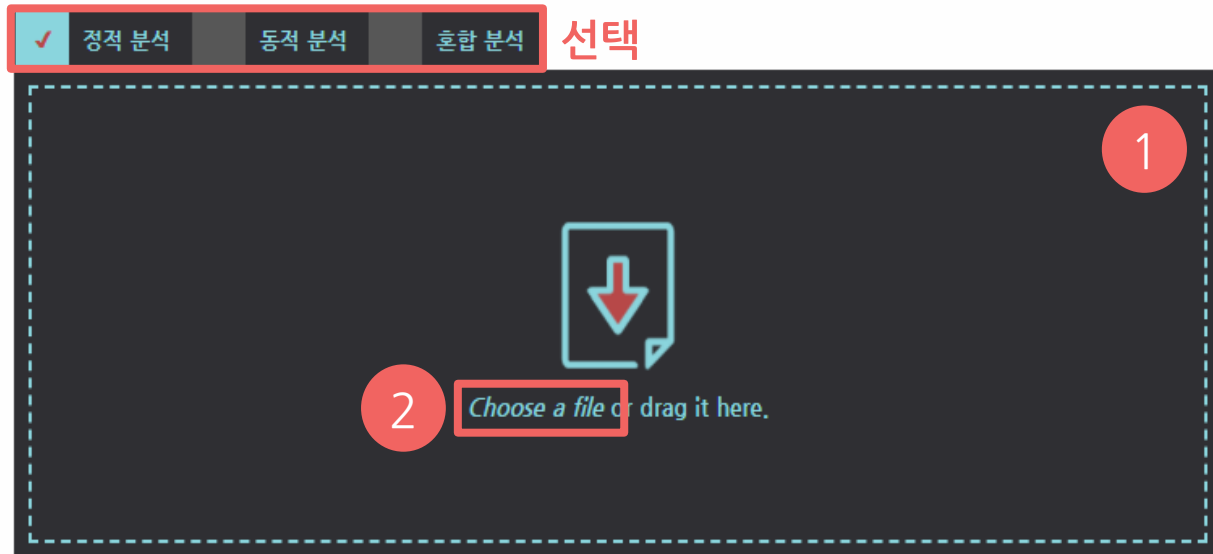 ✓ 정적 분석 동적 분석 혼합 분석 선택
1
2 Choose a file or drag it here.